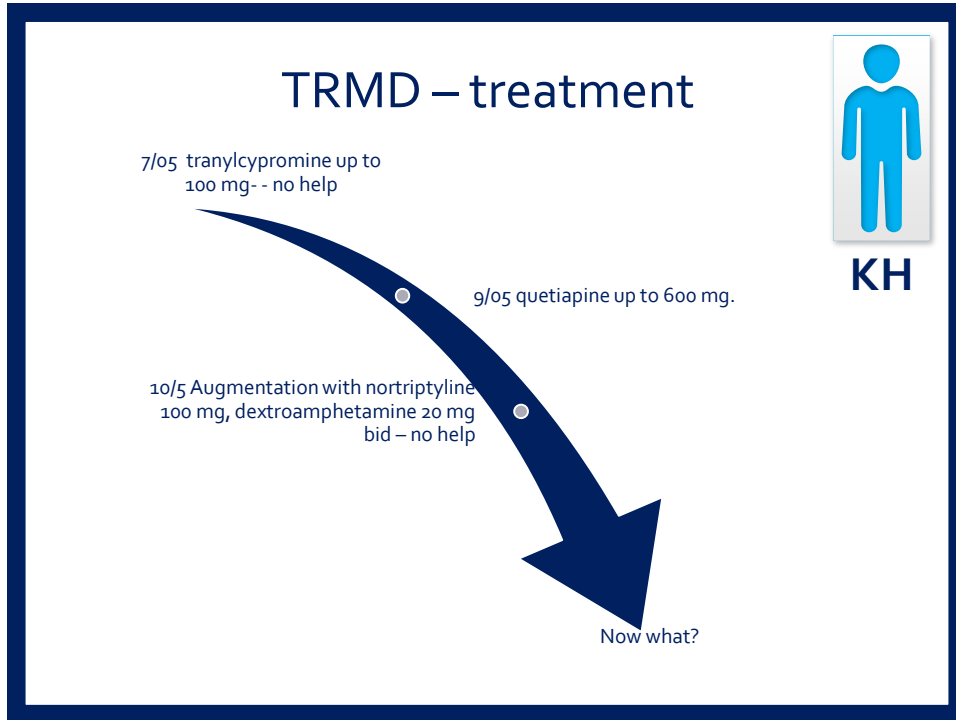 TRMD – treatment
KH
7/05 tranylcypromine up to
100 mg- - no help
9/05 quetiapine up to 600 mg.
10/5 Augmentation with nortriptyline
100 mg, dextroamphetamine 20 mg
bid – no help
Now what?